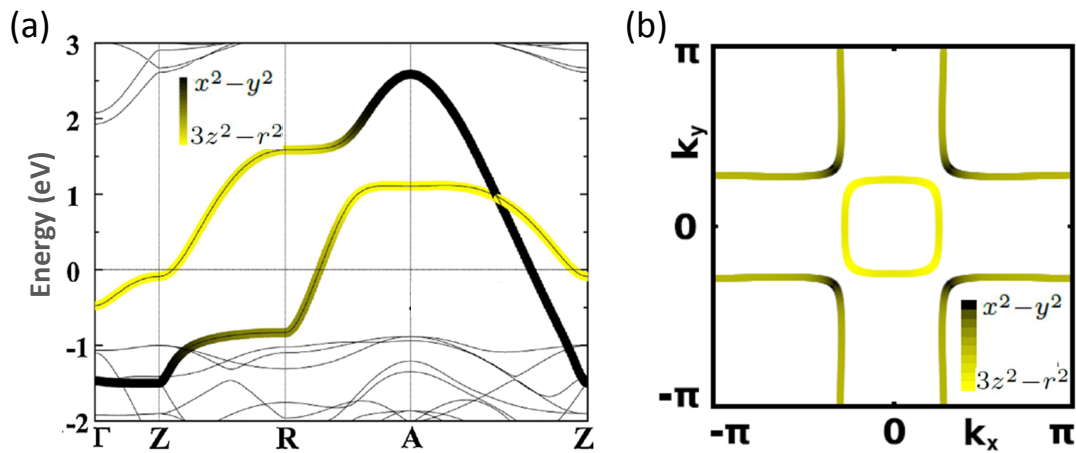 (a)
3
2
1
0
-1
-2
Energy (eV)
x²−y²
3z²−r²
Γ Z R A Z
(b)
π
k_y
0
-π
x²−y²
3z²−r²
-π 0 k_x π